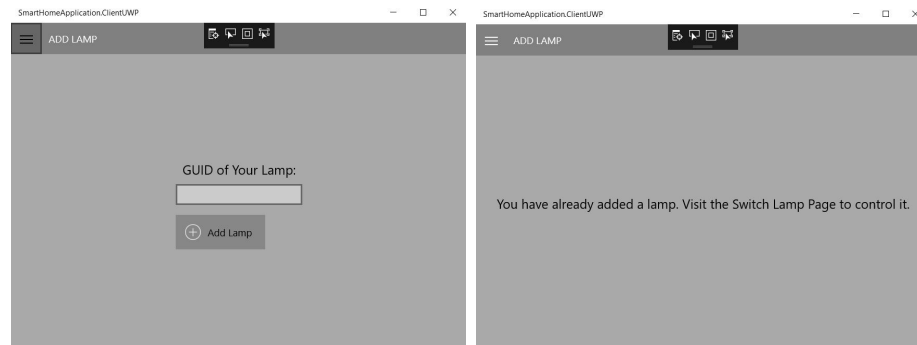 SmartHomeApplication.ClientUWP
ADD LAMP
GUID of Your Lamp:
Add Lamp
SmartHomeApplication.ClientUWP
ADD LAMP
You have already added a lamp. Visit the Switch Lamp Page to control it.